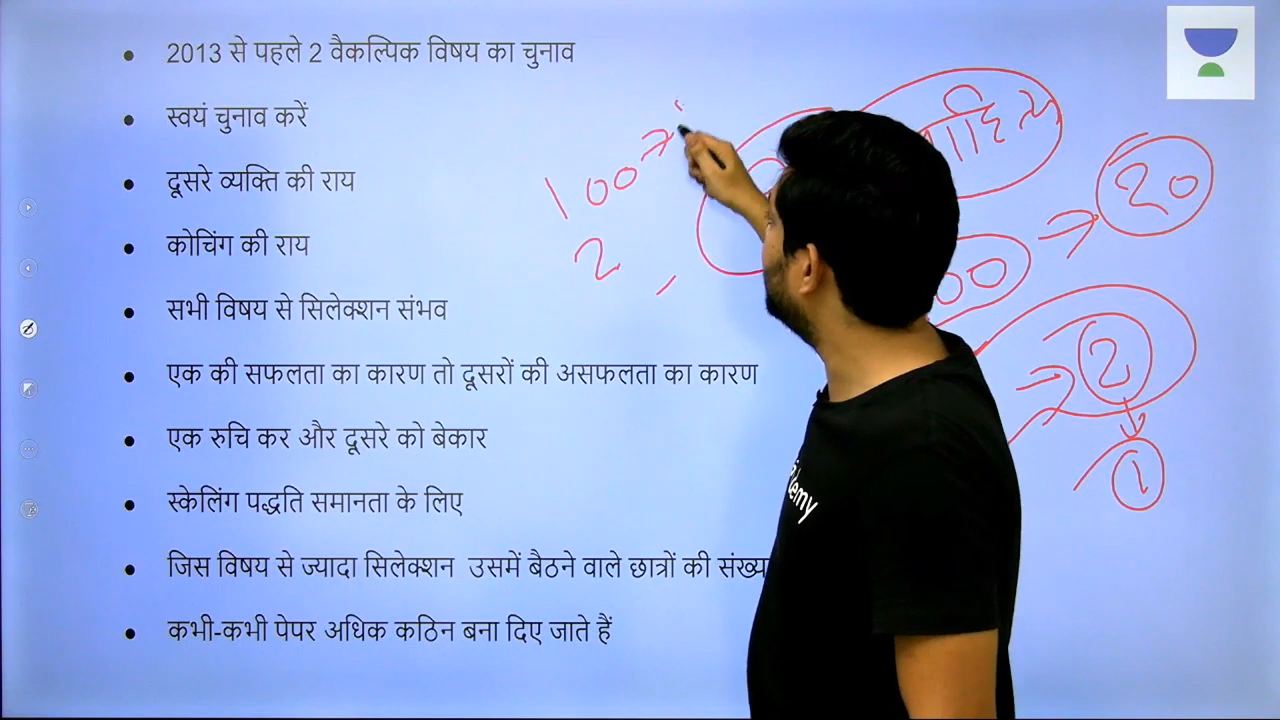 • 2013 से पहले 2 वैकल्पिक विषय का चुनाव
• स्वयं चुनाव करें
• दूसरे व्यक्ति की राय
• कोचिंग की राय
• सभी विषय से सिलेक्शन संभव
• एक की सफलता का कारण तो दूसरों की असफलता का कारण
• एक रुचि कर और दूसरे को बेकार
• स्केलिंग पद्धति समानता के लिए
• जिस विषय से ज्यादा सिलेक्शन उसमें बैठने वाले छात्रों की
• कभी-कभी पेपर अधिक कठिन बना दिए जाते हैं
100
2
20
2
1